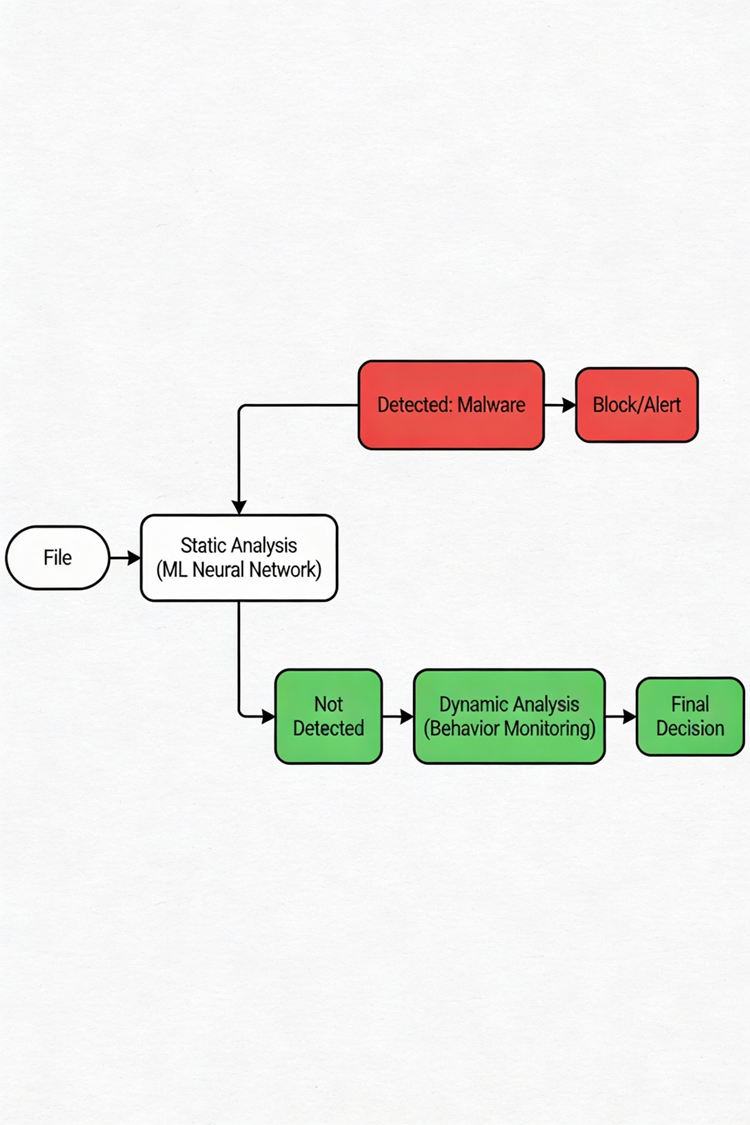 Detected: Malware
Block/Alert
File
Static Analysis
(ML Neural Network)
Not
Detected
Dynamic Analysis
(Behavior Monitoring)
Final
Decision